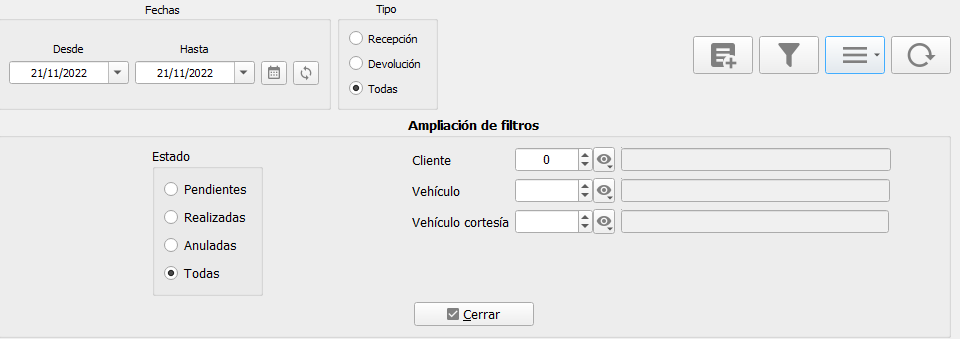 Fechas
Tipo
Desde
Hasta
21/11/2022
21/11/2022
Recepción
Devolución
Todas
Ampliación de filtros
Estado
Pendientes
Realizadas
Anuladas
Todas
Cliente
0
Vehículo
Vehículo cortesía
Cerrar